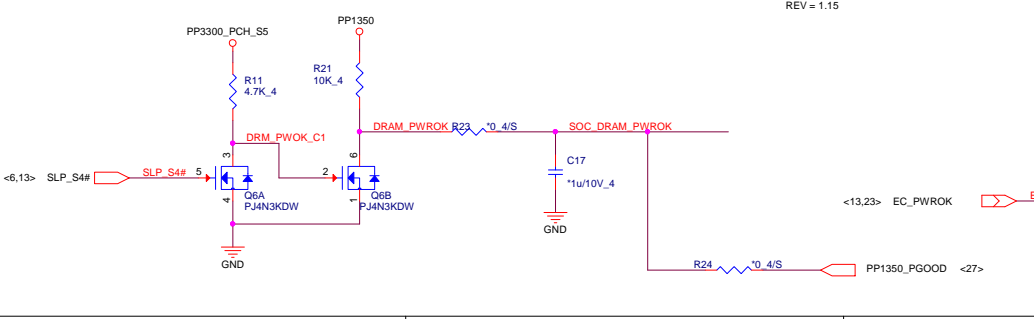 REV = 1.15
PP1350
PP3300_PCH_S5
R21
10K_4
R11
4.7K_4
DRAM_PWROK
R23
*0_4/S
SOC_DRAM_PWROK
DRM_PWOK_C1
3
6
C17
*1u/10V_4
<6,13>
SLP_S4#
SLP_S4#
5
2
Q6A
PJ4N3KDW
Q6B
PJ4N3KDW
4
1
<13,23>
EC_PWROK
GND
GND
R24
*0_4/S
PP1350_PGOOD
<27>